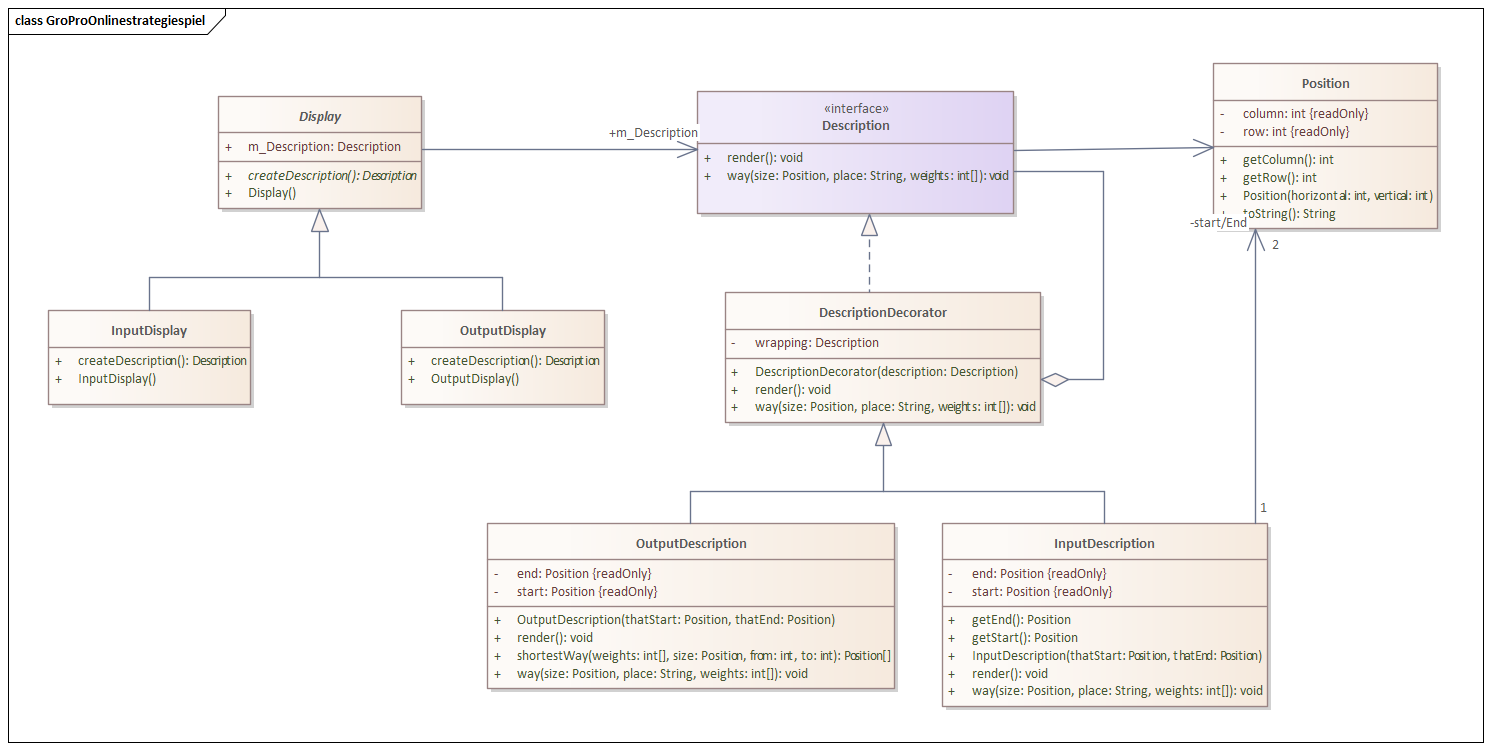 class GroProOnlinestrategiespiel
Display
+ m_Description: Description
+ createDescription(): Description
+ Display()
+m_Description
«interface»
Description
+ render(): void
+ way(size: Position, place: String, weights: int[]): void
Position
- column: int {readOnly}
- row: int {readOnly}
+ getColumn(): int
+ getRow(): int
+ Position(horizontal: int, vertical: int)
+ toString(): String
-start/End
2
InputDisplay
+ createDescription(): Description
+ InputDisplay()
OutputDisplay
+ createDescription(): Description
+ OutputDisplay()
DescriptionDecorator
- wrapping: Description
+ DescriptionDecorator(description: Description)
+ render(): void
+ way(size: Position, place: String, weights: int[]): void
1
OutputDescription
- end: Position {readOnly}
- start: Position {readOnly}
+ OutputDescription(thatStart: Position, thatEnd: Position)
+ render(): void
+ shortestWay(weights: int[], size: Position, from: int, to: int): Position[]
+ way(size: Position, place: String, weights: int[]): void
InputDescription
- end: Position {readOnly}
- start: Position {readOnly}
+ getEnd(): Position
+ getStart(): Position
+ InputDescription(thatStart: Position, thatEnd: Position)
+ render(): void
+ way(size: Position, place: String, weights: int[]): void